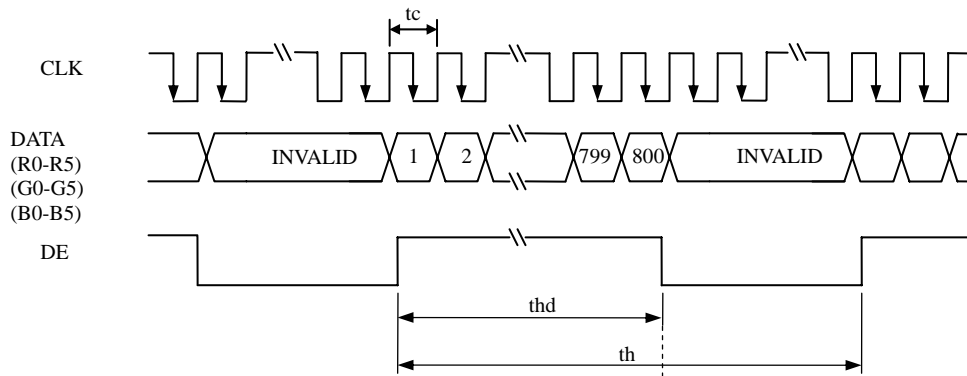 tc
CLK
DATA
(R0-R5)
(G0-G5)
(B0-B5)
INVALID 1 2 799 800 INVALID
DE
thd
th